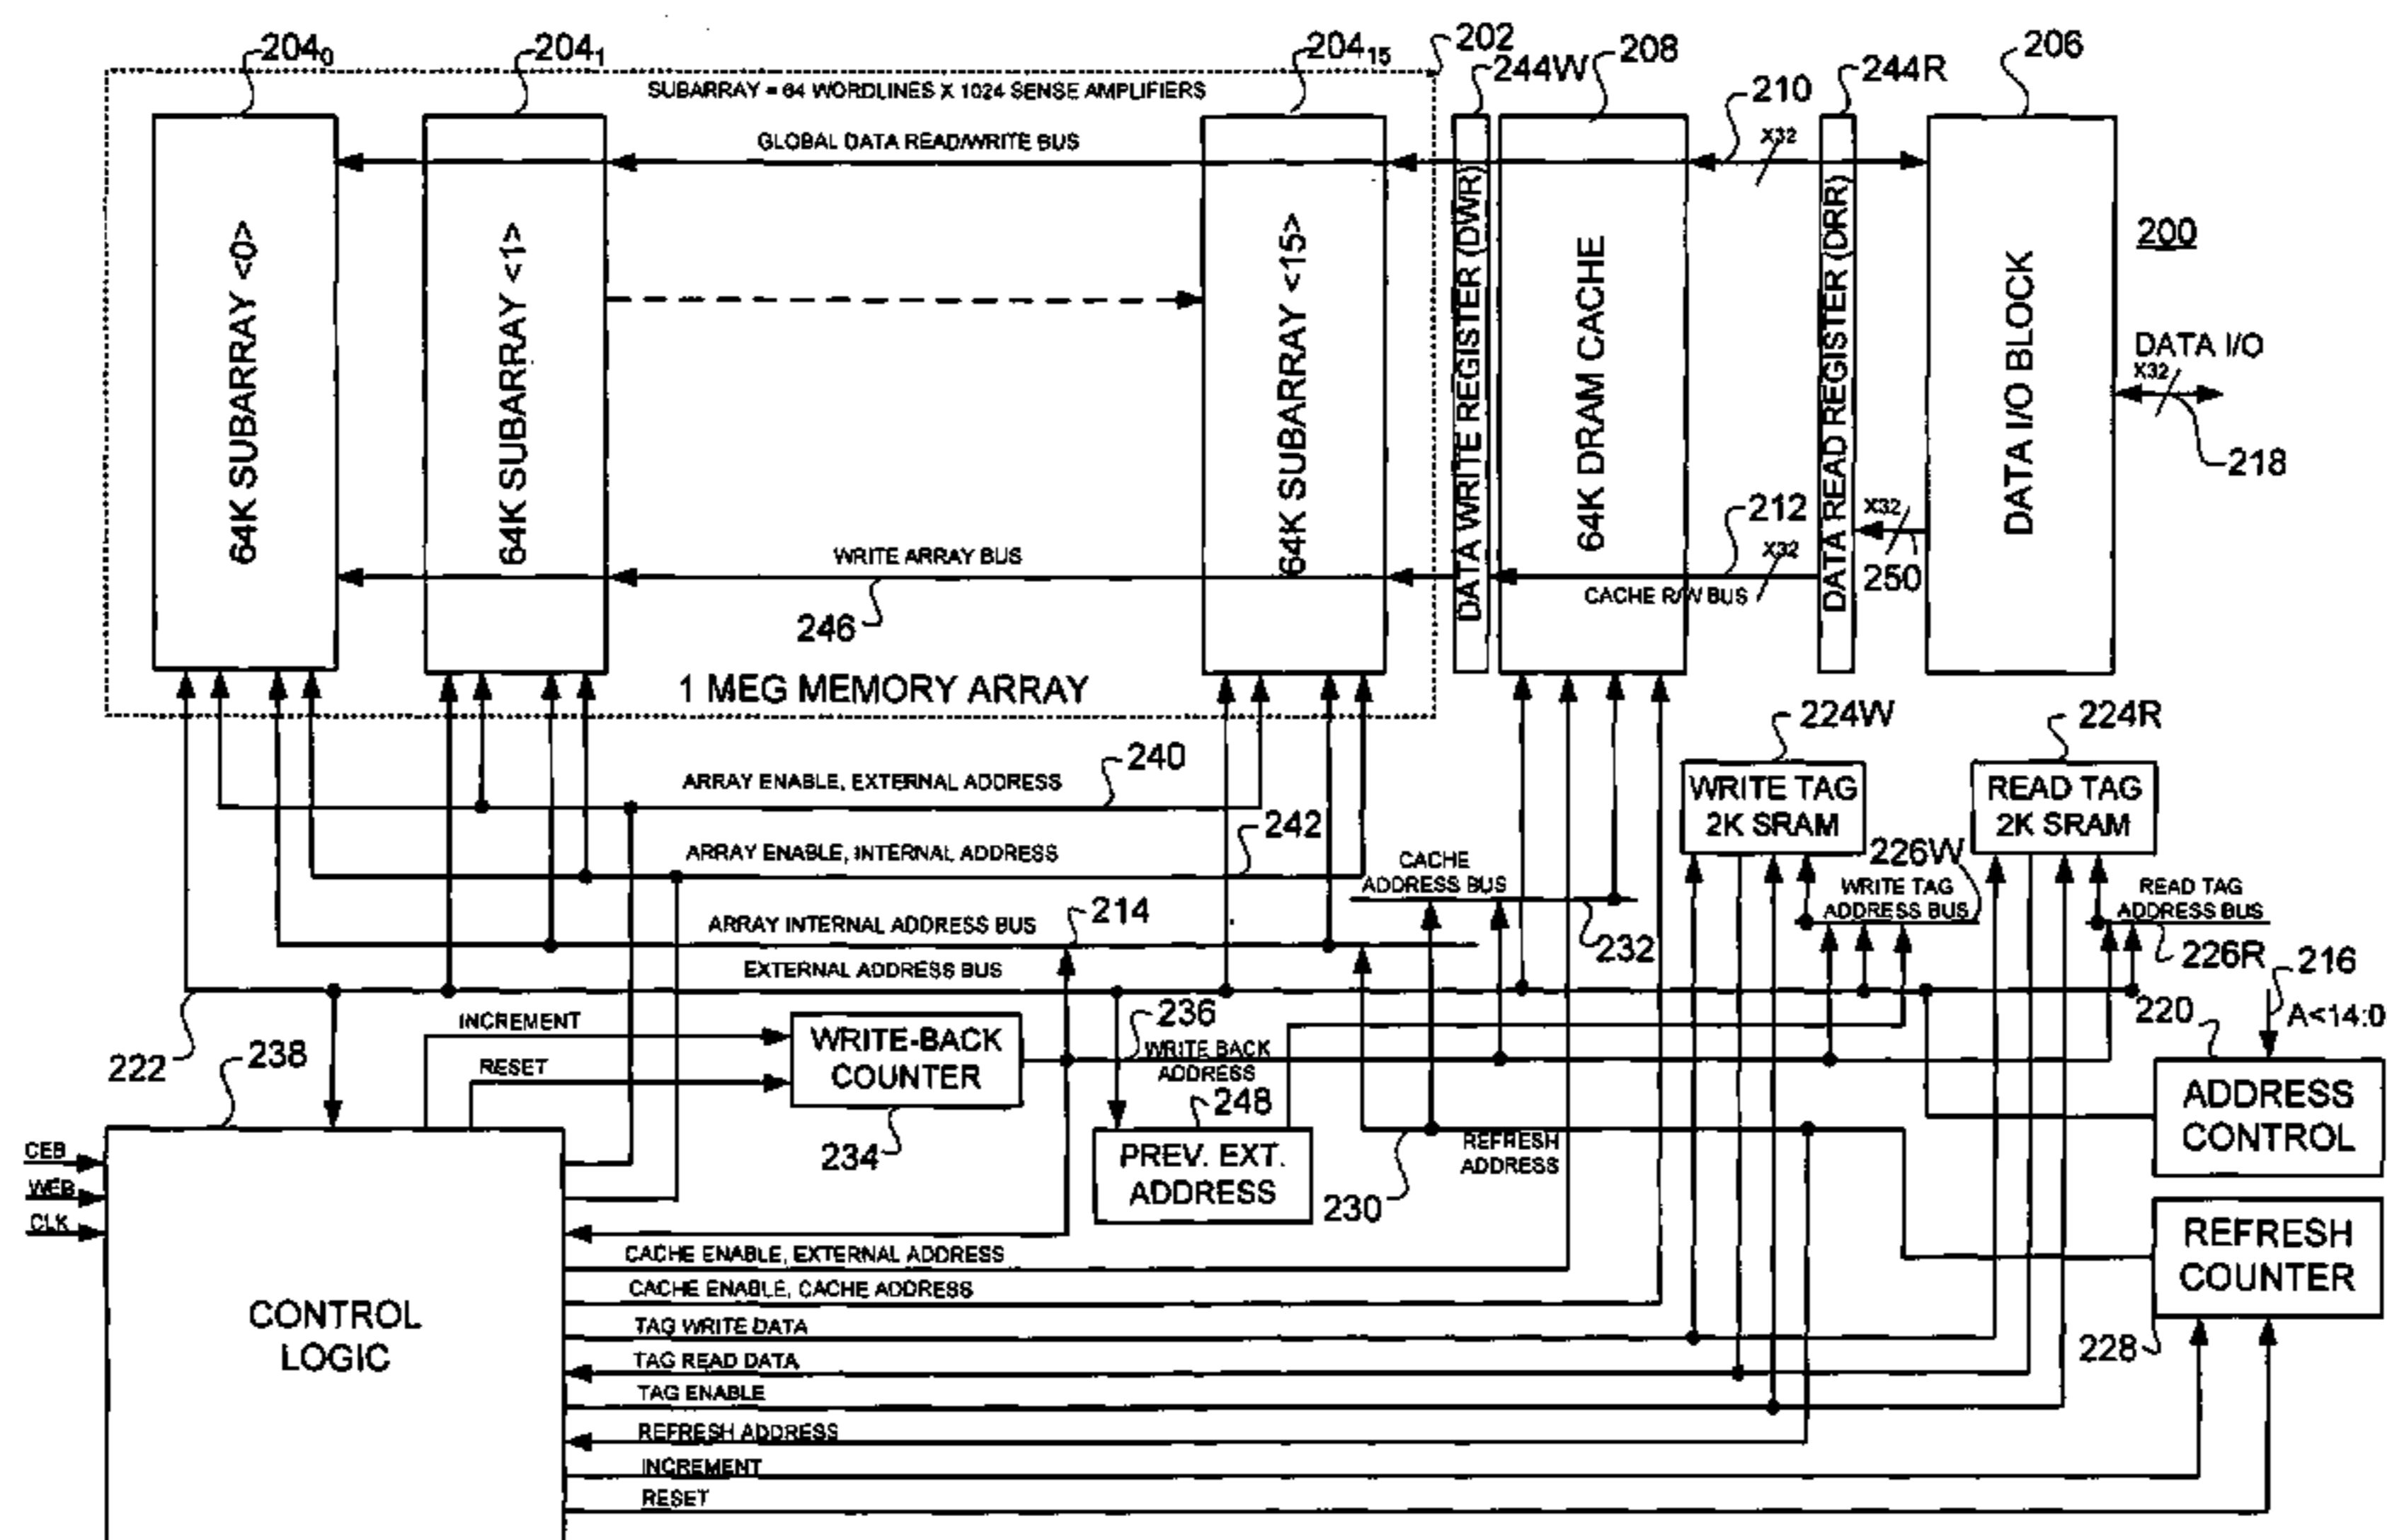 204₀
204₁
204₁₅
202
244W
208
210
244R
206
SUBARRAY = 64 WORDLINES X 1024 SENSE AMPLIFIERS
GLOBAL DATA READ/WRITE BUS
X32
64K SUBARRAY <0>
64K SUBARRAY <1>
64K SUBARRAY <15>
DATA WRITE REGISTER (DWR)
64K DRAM CACHE
DATA READ REGISTER (DRR)
DATA I/O BLOCK
200
DATA I/O
X32
218
WRITE ARRAY BUS
246
212
X32
CACHE R/W BUS
X32
250
1 MEG MEMORY ARRAY
224W
224R
WRITE TAG
2K SRAM
READ TAG
2K SRAM
ARRAY ENABLE, EXTERNAL ADDRESS
240
ARRAY ENABLE, INTERNAL ADDRESS
242
CACHE
ADDRESS BUS
232
226W
WRITE TAG
ADDRESS BUS
READ TAG
ADDRESS BUS
226R
ARRAY INTERNAL ADDRESS BUS
214
EXTERNAL ADDRESS BUS
216
A<14:0
220
222
238
INCREMENT
RESET
WRITE-BACK
COUNTER
234
236
WRITE BACK
ADDRESS
248
PREV. EXT.
ADDRESS
230
REFRESH
ADDRESS
ADDRESS
CONTROL
REFRESH
COUNTER
228
CEB
WEB
CLK
CONTROL
LOGIC
CACHE ENABLE, EXTERNAL ADDRESS
CACHE ENABLE, CACHE ADDRESS
TAG WRITE DATA
TAG READ DATA
TAG ENABLE
REFRESH ADDRESS
INCREMENT
RESET